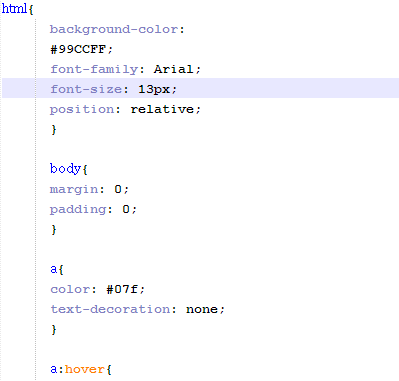 html{
background-color:
#99CCFF;
font-family: Arial;
font-size: 13px;
position: relative;
}
body{
margin: 0;
padding: 0;
}
a{
color: #07f;
text-decoration: none;
}
a:hover{